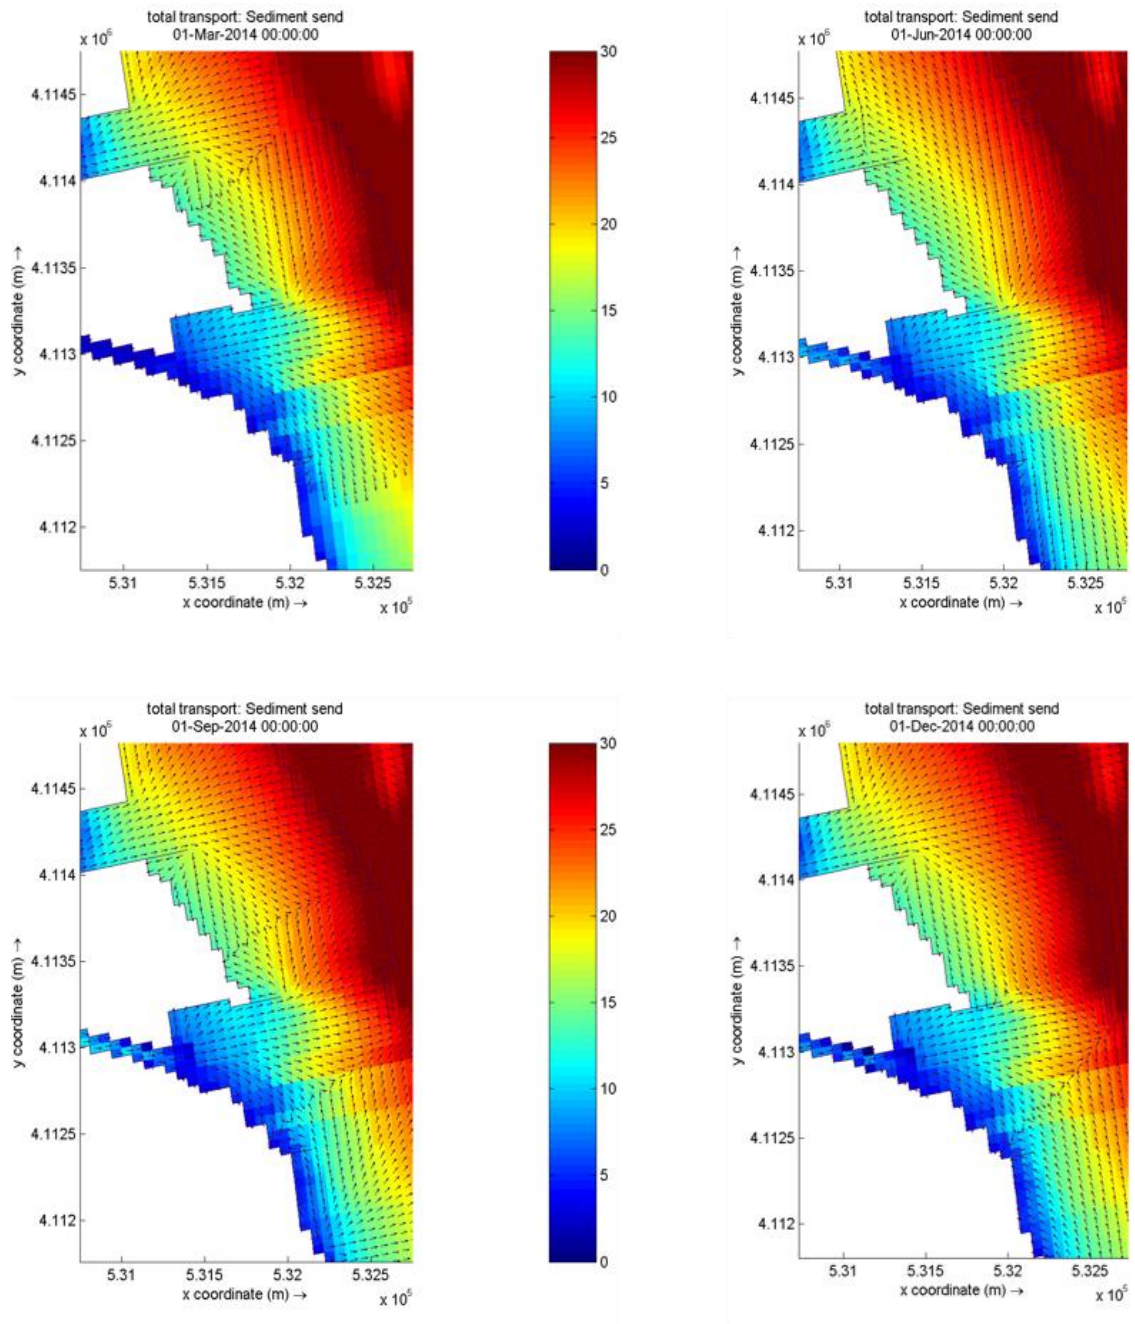 total transport: Sediment send
01-Mar-2014 00:00:00
x 10⁶
4.1145
4.114
4.1135
4.113
4.1125
4.112
y coordinate (m) →
5.31 5.315 5.32 5.325
x coordinate (m) →
x 10⁵
30
25
20
15
10
5
0
total transport: Sediment send
01-Jun-2014 00:00:00
x 10⁶
4.1145
4.114
4.1135
4.113
4.1125
4.112
y coordinate (m) →
5.31 5.315 5.32 5.325
x coordinate (m) →
x 10⁵
total transport: Sediment send
01-Sep-2014 00:00:00
x 10⁶
4.1145
4.114
4.1135
4.113
4.1125
4.112
y coordinate (m) →
5.31 5.315 5.32 5.325
x coordinate (m) →
x 10⁵
30
25
20
15
10
5
0
total transport: Sediment send
01-Dec-2014 00:00:00
x 10⁶
4.1145
4.114
4.1135
4.113
4.1125
4.112
y coordinate (m) →
5.31 5.315 5.32 5.325
x coordinate (m) →
x 10⁵